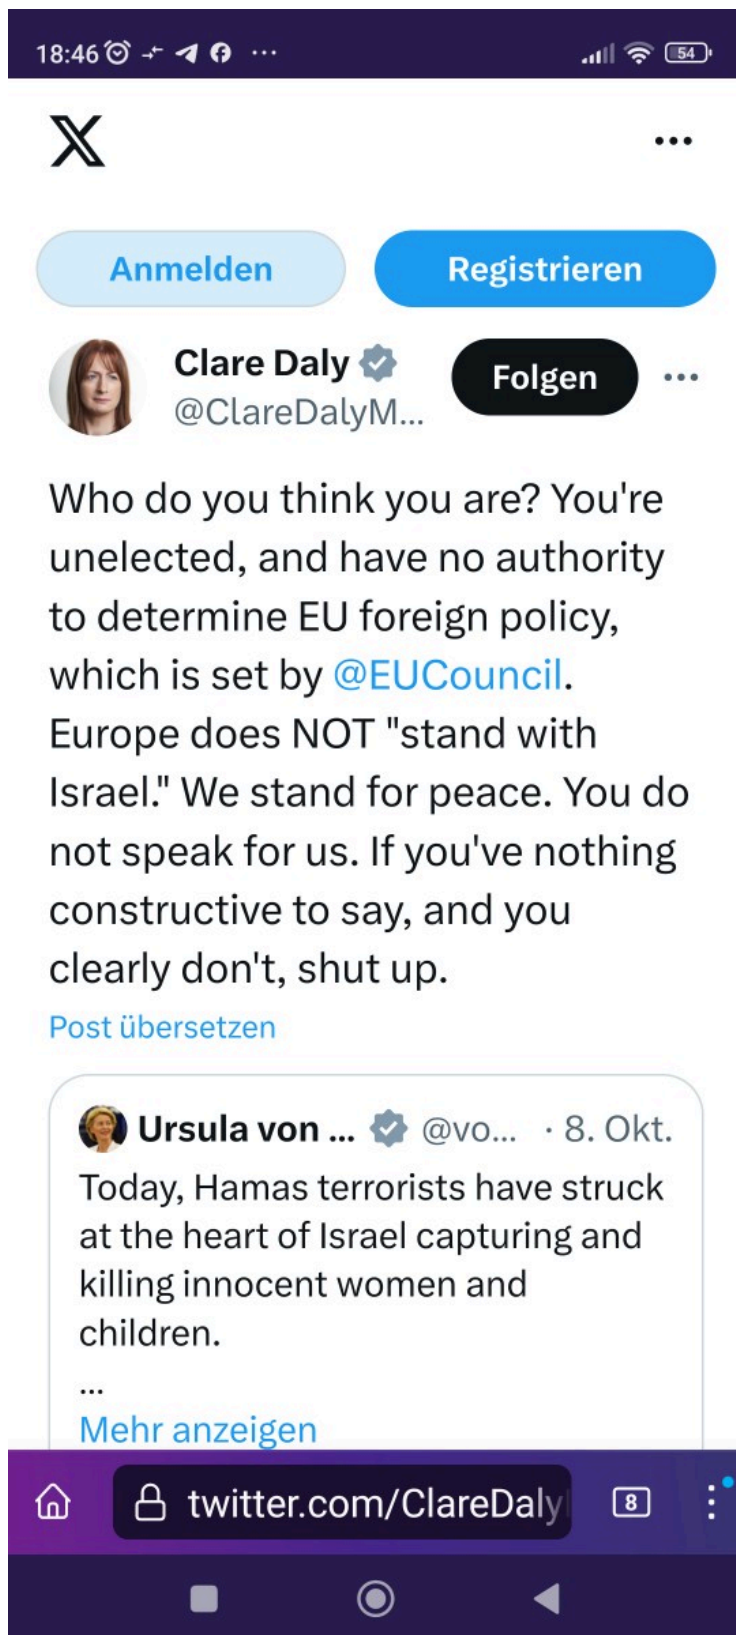 18:46 ...
54
X
Anmelden Registrieren
Clare Daly
@ClareDalyM...
Folgen
Who do you think you are? You're
unelected, and have no authority
to determine EU foreign policy,
which is set by @EUCouncil.
Europe does NOT "stand with
Israel." We stand for peace. You do
not speak for us. If you've nothing
constructive to say, and you
clearly don't, shut up.
Post übersetzen
Ursula von ... @vo... · 8. Okt.
Today, Hamas terrorists have struck
at the heart of Israel capturing and
killing innocent women and
children.
...
Mehr anzeigen
twitter.com/ClareDaly
8